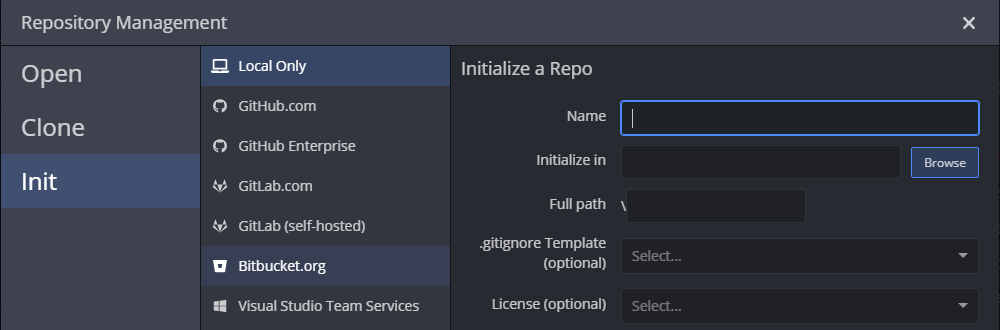 Repository Management
Open
Clone
Init
Local Only
GitHub.com
GitHub Enterprise
GitLab.com
GitLab (self-hosted)
Bitbucket.org
Visual Studio Team Services
Initialize a Repo
Name
Initialize in
Browse
Full path \
.gitignore Template
(optional)
Select...
License (optional)
Select...